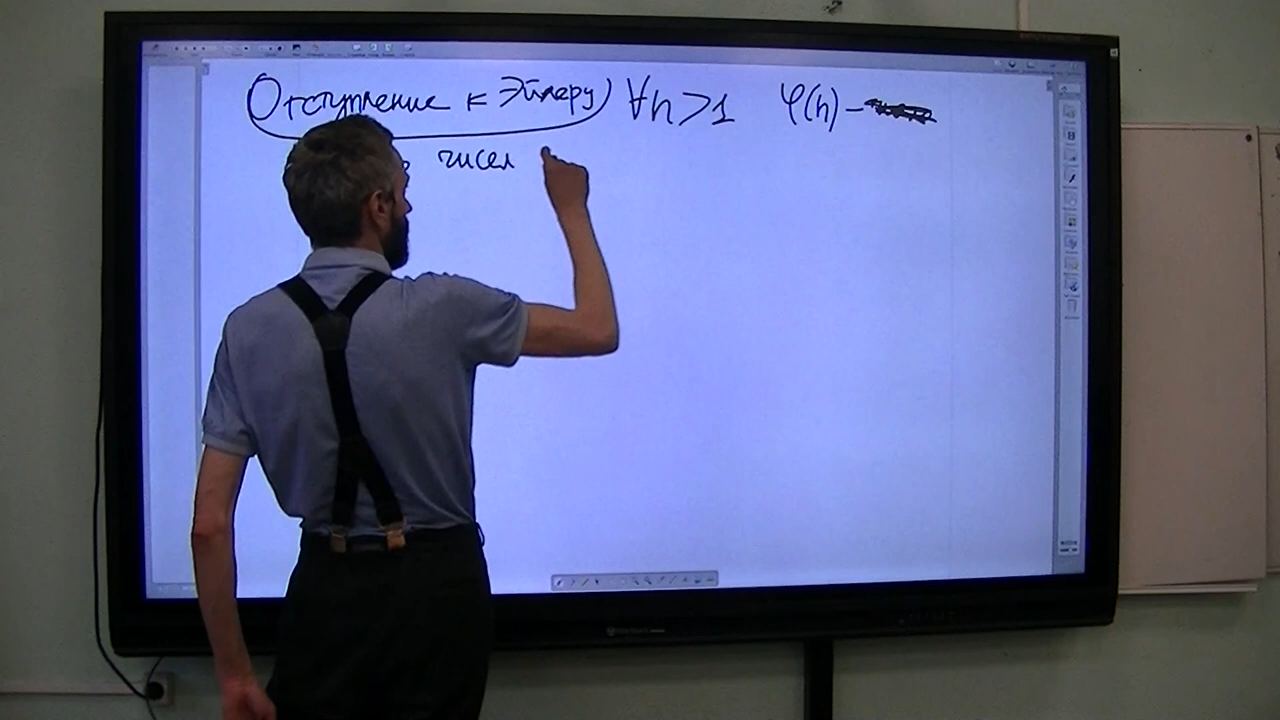 Отступление к Эйлеру) ∀n>1 φ(n) –
чисел